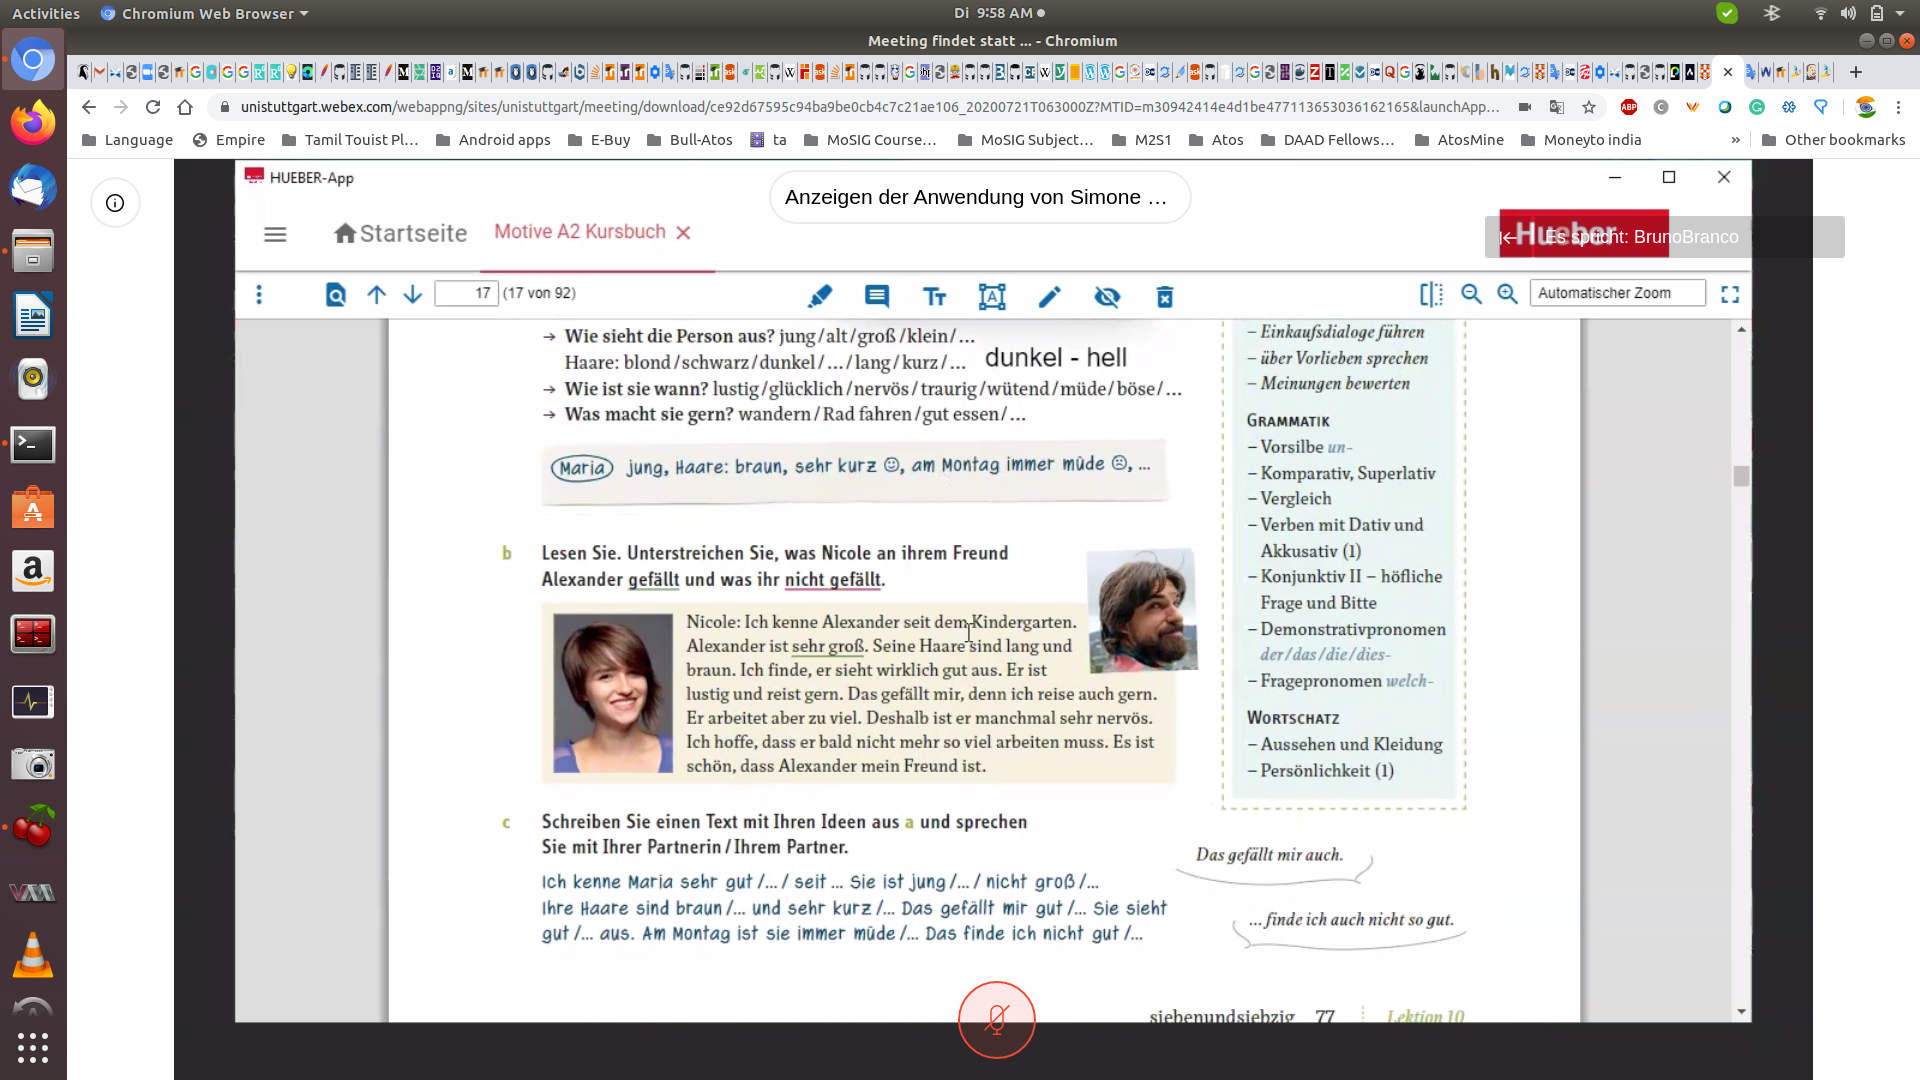 Activities
Chromium Web Browser
Di 9:58 AM
Meeting findet statt ... - Chromium
unistuttgart.webex.com/webappng/sites/unistuttgart/meeting/download/ce92d67595c94ba9be0cb4c7c21ae106_20200721T063000Z?MTID=m30942414e4d1be477113653036162165&launchApp...
Language Empire Tamil Touist Pl... Android apps E-Buy Bull-Atos ta MoSIG Course... MoSIG Subject... M2S1 Atos DAAD Fellows... AtosMine Moneyto india » Other bookmarks
HUEBER-App
Anzeigen der Anwendung von Simone ...
Startseite
Motive A2 Kursbuch
Hueber
Es spricht: BrunoBranco
17 (17 von 92)
Automatischer Zoom
→ Wie sieht die Person aus? jung/alt/groß/klein/...
Haare: blond/schwarz/dunkel/.../lang/kurz/...
dunkel - hell
→ Wie ist sie wann? lustig/glücklich/nervös/traurig/wütend/müde/böse/...
→ Was macht sie gern? wandern/Rad fahren/gut essen/...
Maria jung, Haare: braun, sehr kurz ☺, am Montag immer müde ☹, ...
b Lesen Sie. Unterstreichen Sie, was Nicole an ihrem Freund
Alexander gefällt und was ihr nicht gefällt.
Nicole: Ich kenne Alexander seit dem Kindergarten.
Alexander ist sehr groß. Seine Haare sind lang und
braun. Ich finde, er sieht wirklich gut aus. Er ist
lustig und reist gern. Das gefällt mir, denn ich reise auch gern.
Er arbeitet aber zu viel. Deshalb ist er manchmal sehr nervös.
Ich hoffe, dass er bald nicht mehr so viel arbeiten muss. Es ist
schön, dass Alexander mein Freund ist.
c Schreiben Sie einen Text mit Ihren Ideen aus a und sprechen
Sie mit Ihrer Partnerin/Ihrem Partner.
Ich kenne Maria sehr gut /... / seit ... Sie ist jung /... / nicht groß /...
Ihre Haare sind braun /... und sehr kurz /... Das gefällt mir gut /... Sie sieht
gut /... aus. Am Montag ist sie immer müde /... Das finde ich nicht gut /...
– Einkaufsdialoge führen
– über Vorlieben sprechen
– Meinungen bewerten
GRAMMATIK
– Vorsilbe un-
– Komparativ, Superlativ
– Vergleich
– Verben mit Dativ und
Akkusativ (1)
– Konjunktiv II – höfliche
Frage und Bitte
– Demonstrativpronomen
der/das/die/dies-
– Fragepronomen welch-
WORTSCHATZ
– Aussehen und Kleidung
– Persönlichkeit (1)
Das gefällt mir auch.
... finde ich auch nicht so gut.
siebenundsiebzig 77 Lektion 10